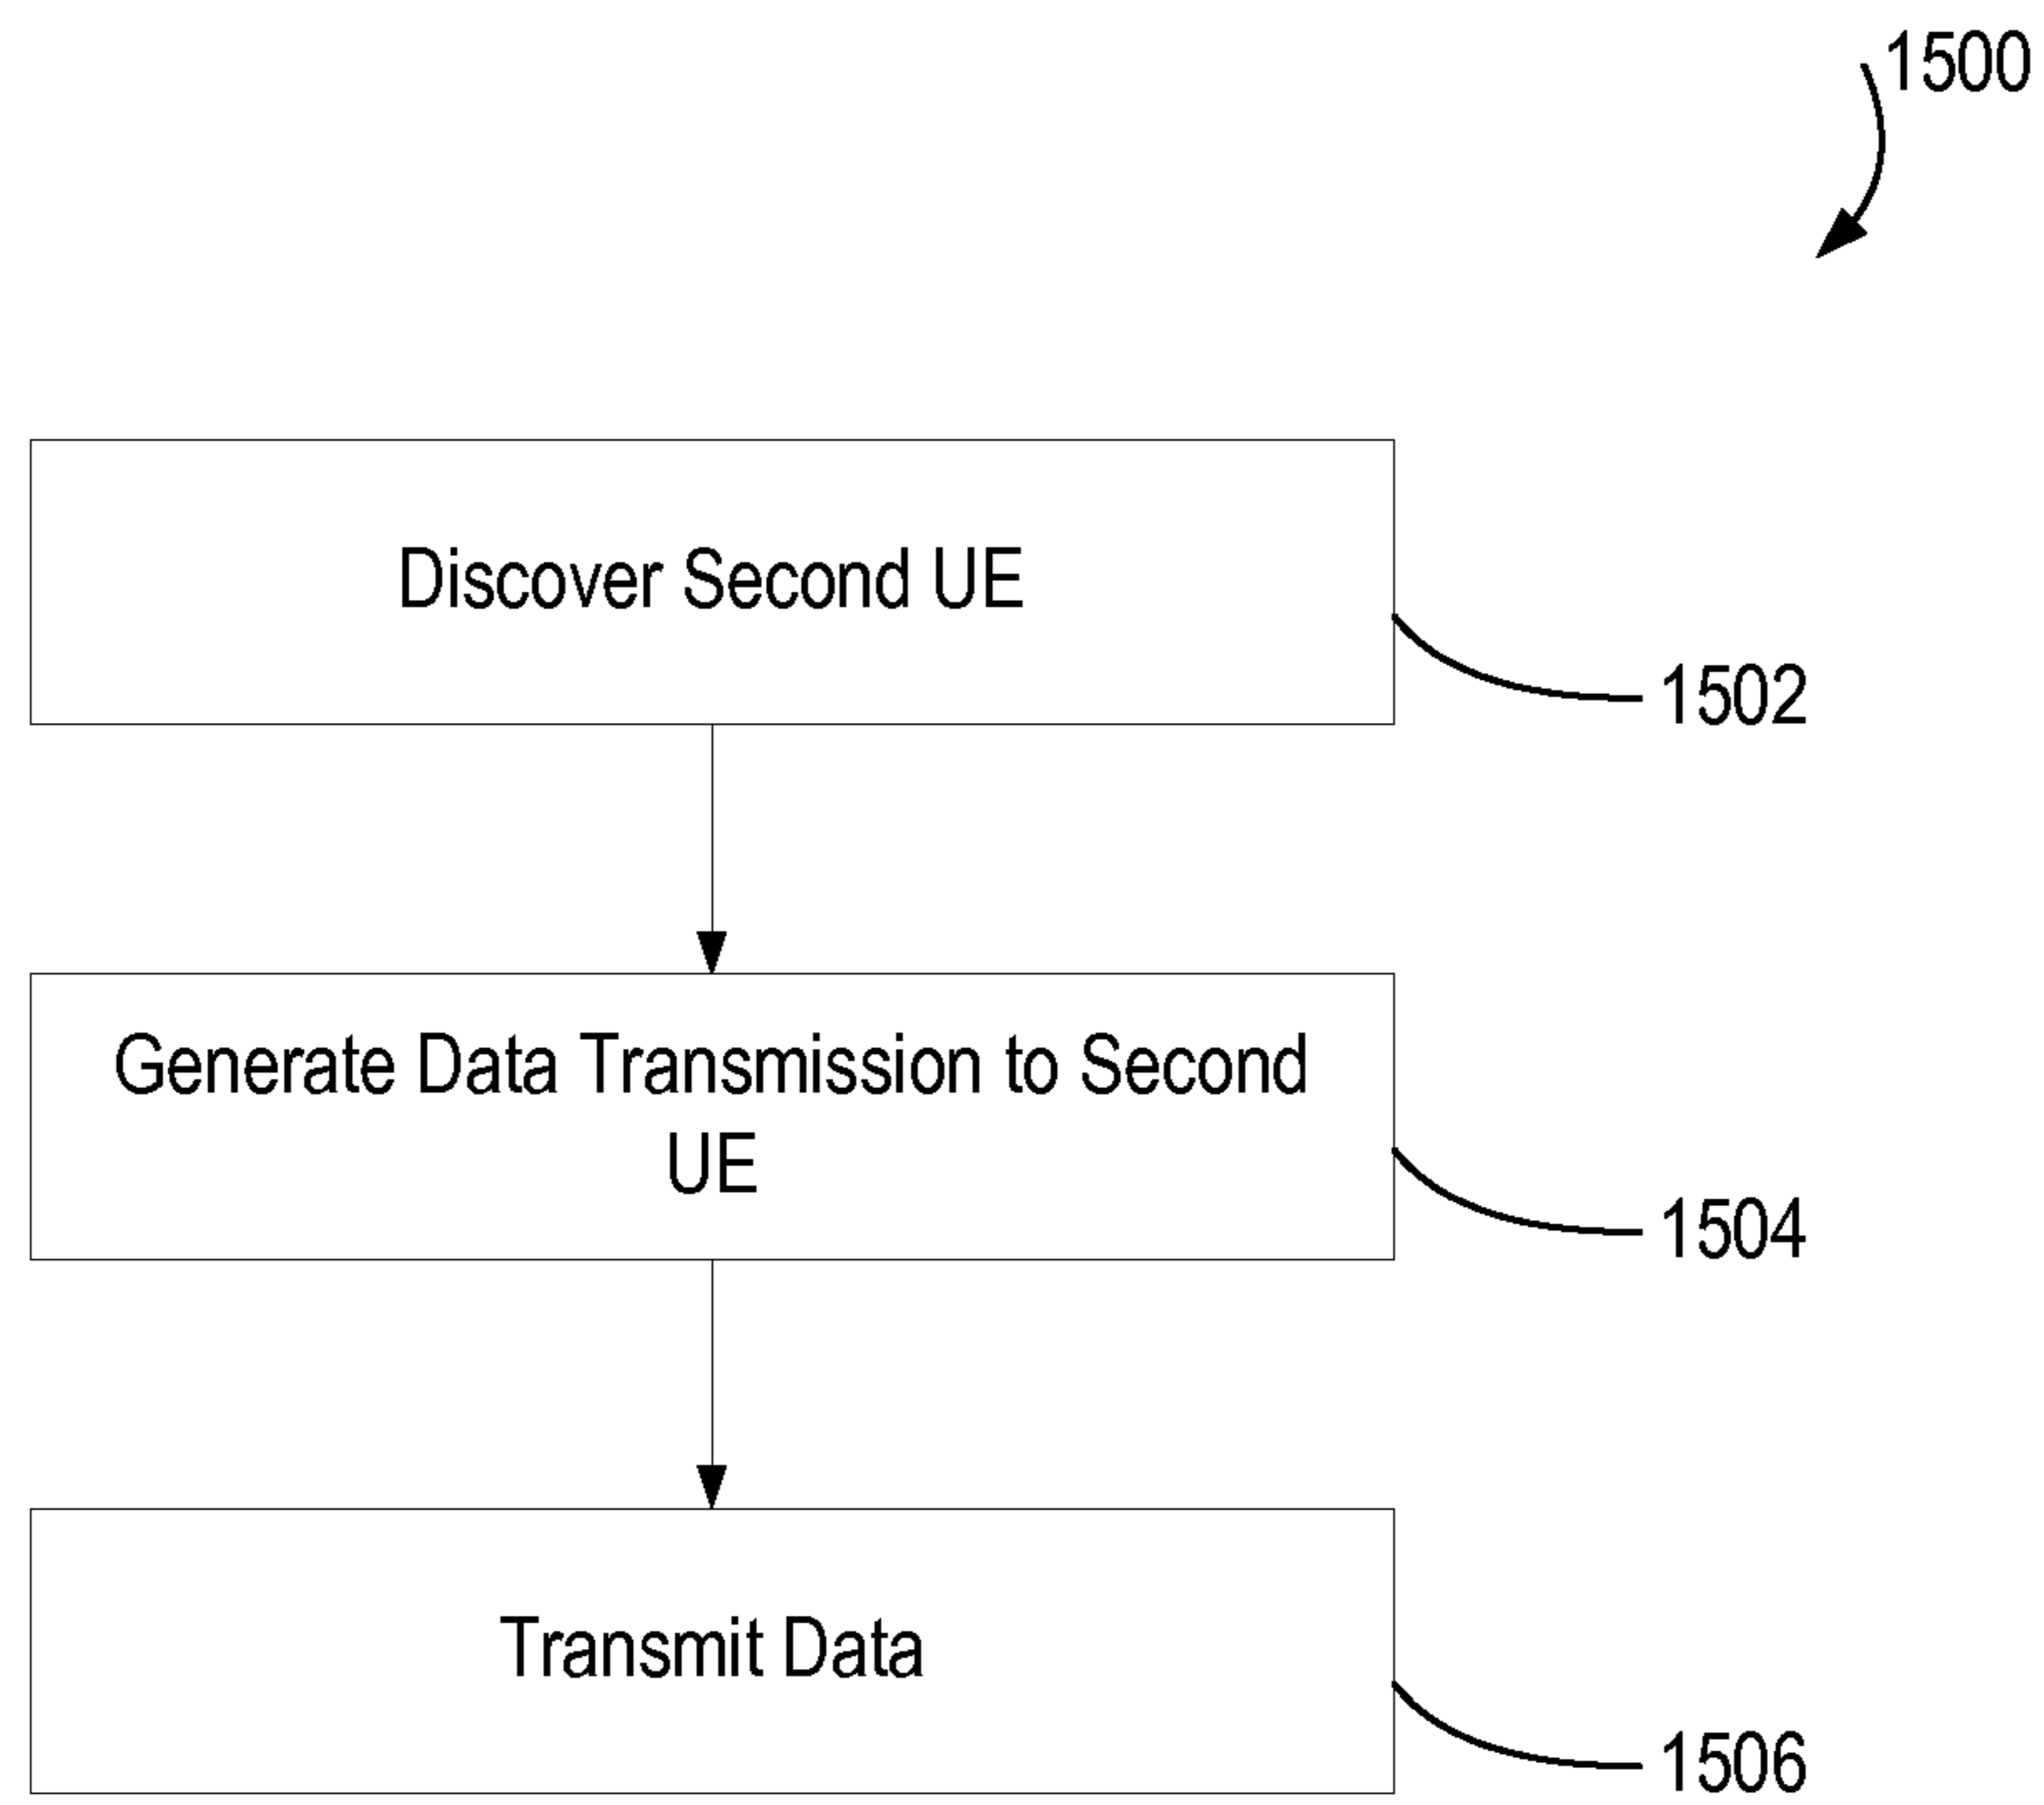 1500
Discover Second UE
1502
Generate Data Transmission to Second
UE
1504
Transmit Data
1506